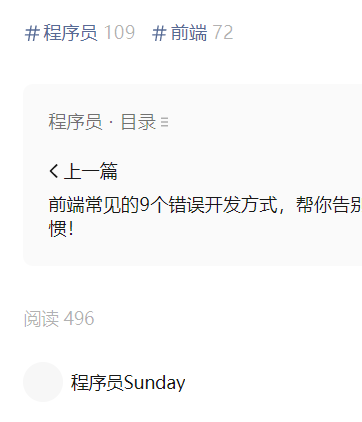 #程序员 109 #前端 72
程序员 · 目录
上一篇
前端常见的9个错误开发方式，帮你告别
惯！
阅读 496
程序员Sunday